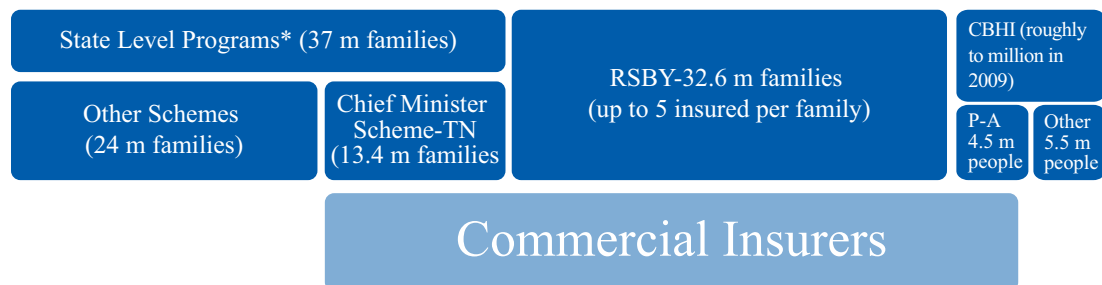 State Level Programs* (37 m families)
Other Schemes
(24 m families)
Chief Minister
Scheme-TN
(13.4 m families
RSBY-32.6 m families
(up to 5 insured per family)
CBHI (roughly
to million in
2009)
P-A
4.5 m
people
Other
5.5 m
people
Commercial Insurers